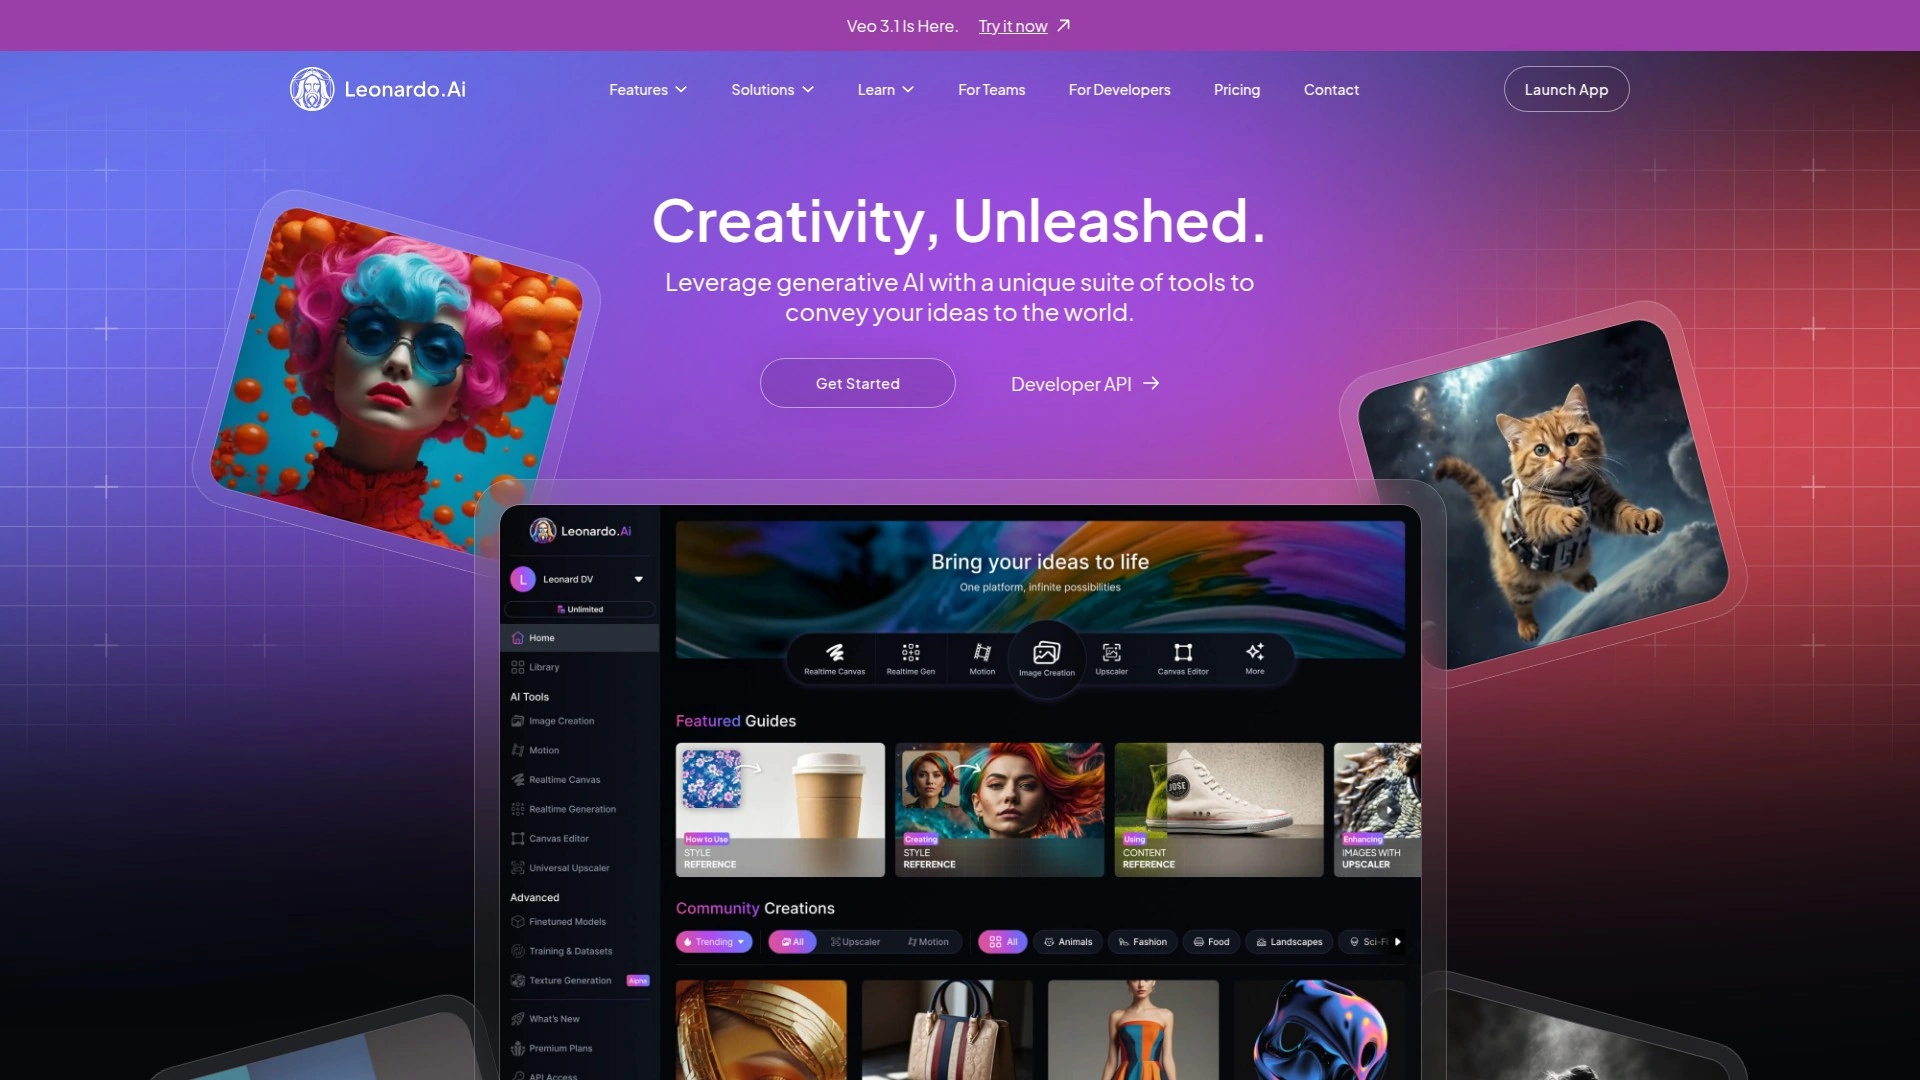 Veo 3.1 Is Here. Try it now
Leonardo.Ai
Features
Solutions
Learn
For Teams
For Developers
Pricing
Contact
Launch App
Creativity, Unleashed.
Leverage generative AI with a unique suite of tools to
convey your ideas to the world.
Get Started
Developer API
Leonardo.Ai
L
Leonard DV
Unlimited
Home
Library
AI Tools
Image Creation
Motion
Realtime Canvas
Realtime Generation
Canvas Editor
Universal Upscaler
Advanced
Finetuned Models
Training & Datasets
Texture Generation Alpha
What's New
Premium Plans
API Access
Bring your ideas to life
One platform, infinite possibilities
Realtime Canvas
Realtime Gen
Motion
Image Creation
Upscaler
Canvas Editor
More
Featured Guides
How to Use
STYLE
REFERENCE
Creating
STYLE
REFERENCE
JOSE
Using
CONTENT
REFERENCE
Enhancing
IMAGES WITH
UPSCALER
Community Creations
Trending
All
Upscaler
Motion
All
Animals
Fashion
Food
Landscapes
Sci-Fi